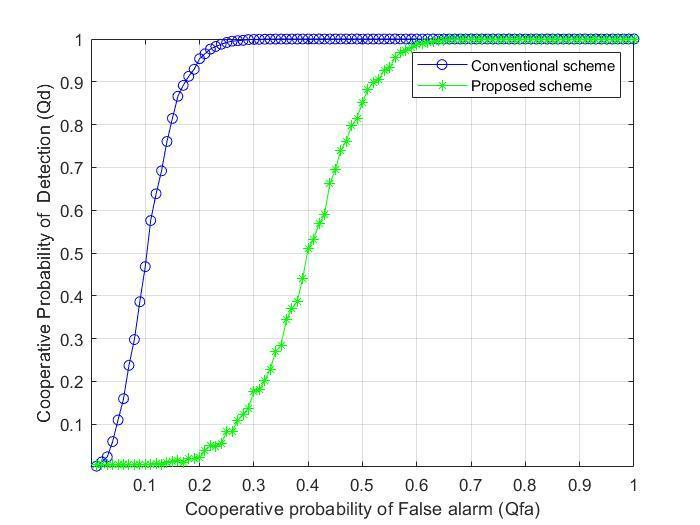 1
0.9
0.8
0.7
0.6
0.5
0.4
0.3
0.2
0.1
Cooperative Probability of Detection (Qd)
Conventional scheme
Proposed scheme
0.1 0.2 0.3 0.4 0.5 0.6 0.7 0.8 0.9 1
Cooperative probability of False alarm (Qfa)